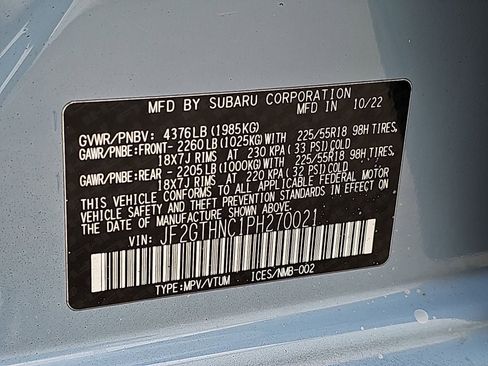 MFD BY SUBARU CORPORATION
MFD IN 10/22
GVWR/PNBV: 4376LB(1985KG)
GAWR/PNBE:FRONT- 2260LB(1025KG)WITH 225/55R18 98H TIRES,
18X7J RIMS AT 230 KPA( 33 PSI)COLD
GAWR/PNBE:REAR - 2205LB(1000KG)WITH 225/55R18 98H TIRES,
18X7J RIMS AT 220 KPA( 32 PSI)COLD
THIS VEHICLE CONFORMS TO ALL APPLICABLE FEDERAL MOTOR
VEHICLE SAFETY AND THEFT PREVENTION STANDARDS IN EFFECT ON
THE DATE OF MANUFACTURE SHOWN ABOVE.
VIN: JF2GTHNC1PH270021
TYPE:MPV/VTUM ICES/NMB-002